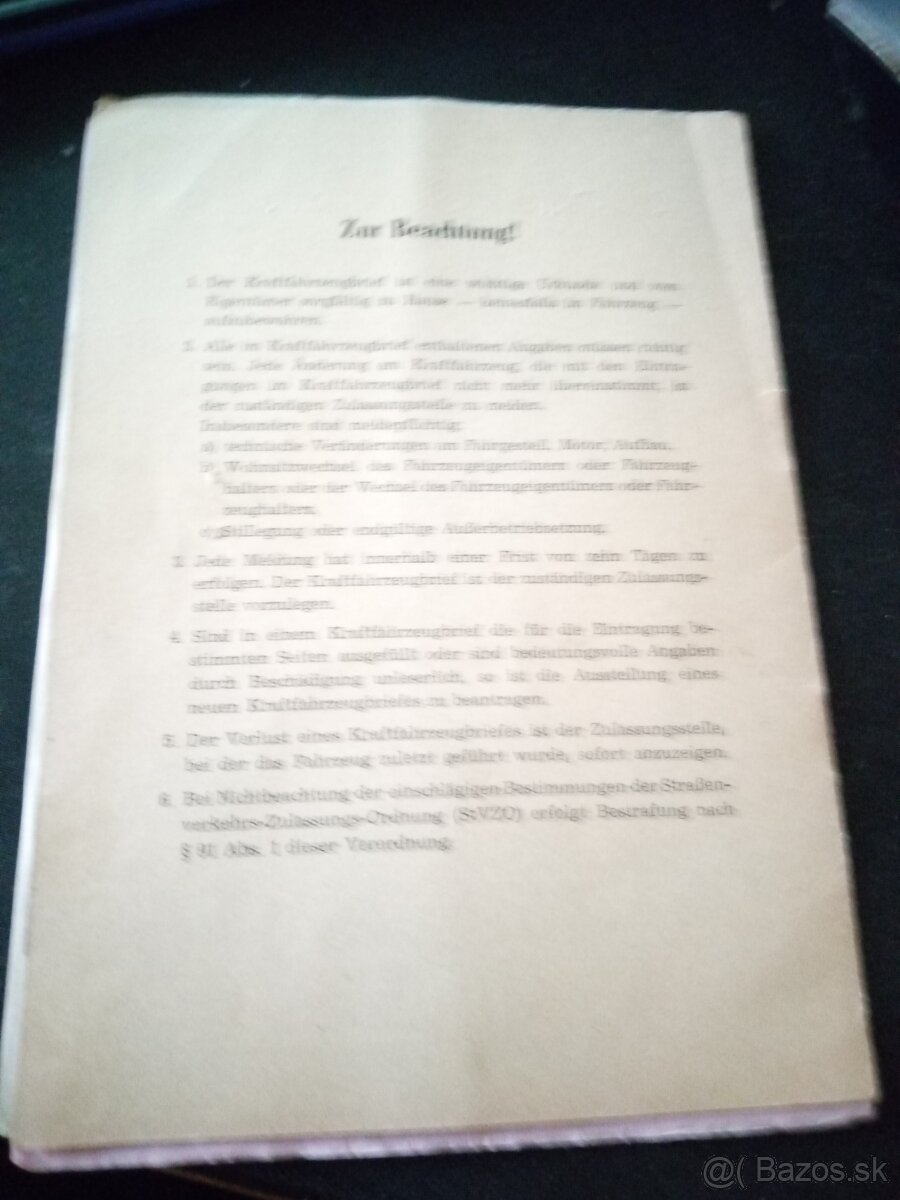 Zur Beachtung!
1. Der Kraftfahrzeugbrief ist eine wichtige Urkunde und vom
Eigentümer sorgfältig zu Hause — keinesfalls im Fahrzeug —
aufzubewahren.
2. Alle im Kraftfahrzeugbrief enthaltenen Angaben müssen richtig
sein. Jede Änderung am Kraftfahrzeug, die mit den Eintra-
gungen im Kraftfahrzeugbrief nicht mehr übereinstimmt, ist
der zuständigen Zulassungsstelle zu melden.
Insbesondere sind meldepflichtig:
a) technische Veränderungen am Fahrgestell, Motor, Aufbau,
b) Wohnsitzwechsel des Fahrzeugeigentümers oder Fahrzeug-
halters oder der Wechsel des Fahrzeugeigentümers oder Fahr-
zeughalters,
c) Stillegung oder endgültige Außerbetriebsetzung.
3. Jede Meldung hat innerhalb einer Frist von zehn Tagen zu
erfolgen. Der Kraftfahrzeugbrief ist der zuständigen Zulassungs-
stelle vorzulegen.
4. Sind in einem Kraftfahrzeugbrief die für die Eintragung be-
stimmten Seiten ausgefüllt oder sind bedeutungsvolle Angaben
durch Beschädigung unleserlich, so ist die Ausstellung eines
neuen Kraftfahrzeugbriefes zu beantragen.
5. Der Verlust eines Kraftfahrzeugbriefes ist der Zulassungsstelle,
bei der das Fahrzeug zuletzt geführt wurde, sofort anzuzeigen.
6. Bei Nichtbeachtung der einschlägigen Bestimmungen der Straßen-
verkehrs-Zulassungs-Ordnung (StVZO) erfolgt Bestrafung nach
§ 91 Abs. 1 dieser Verordnung.
@( Bazos.sk